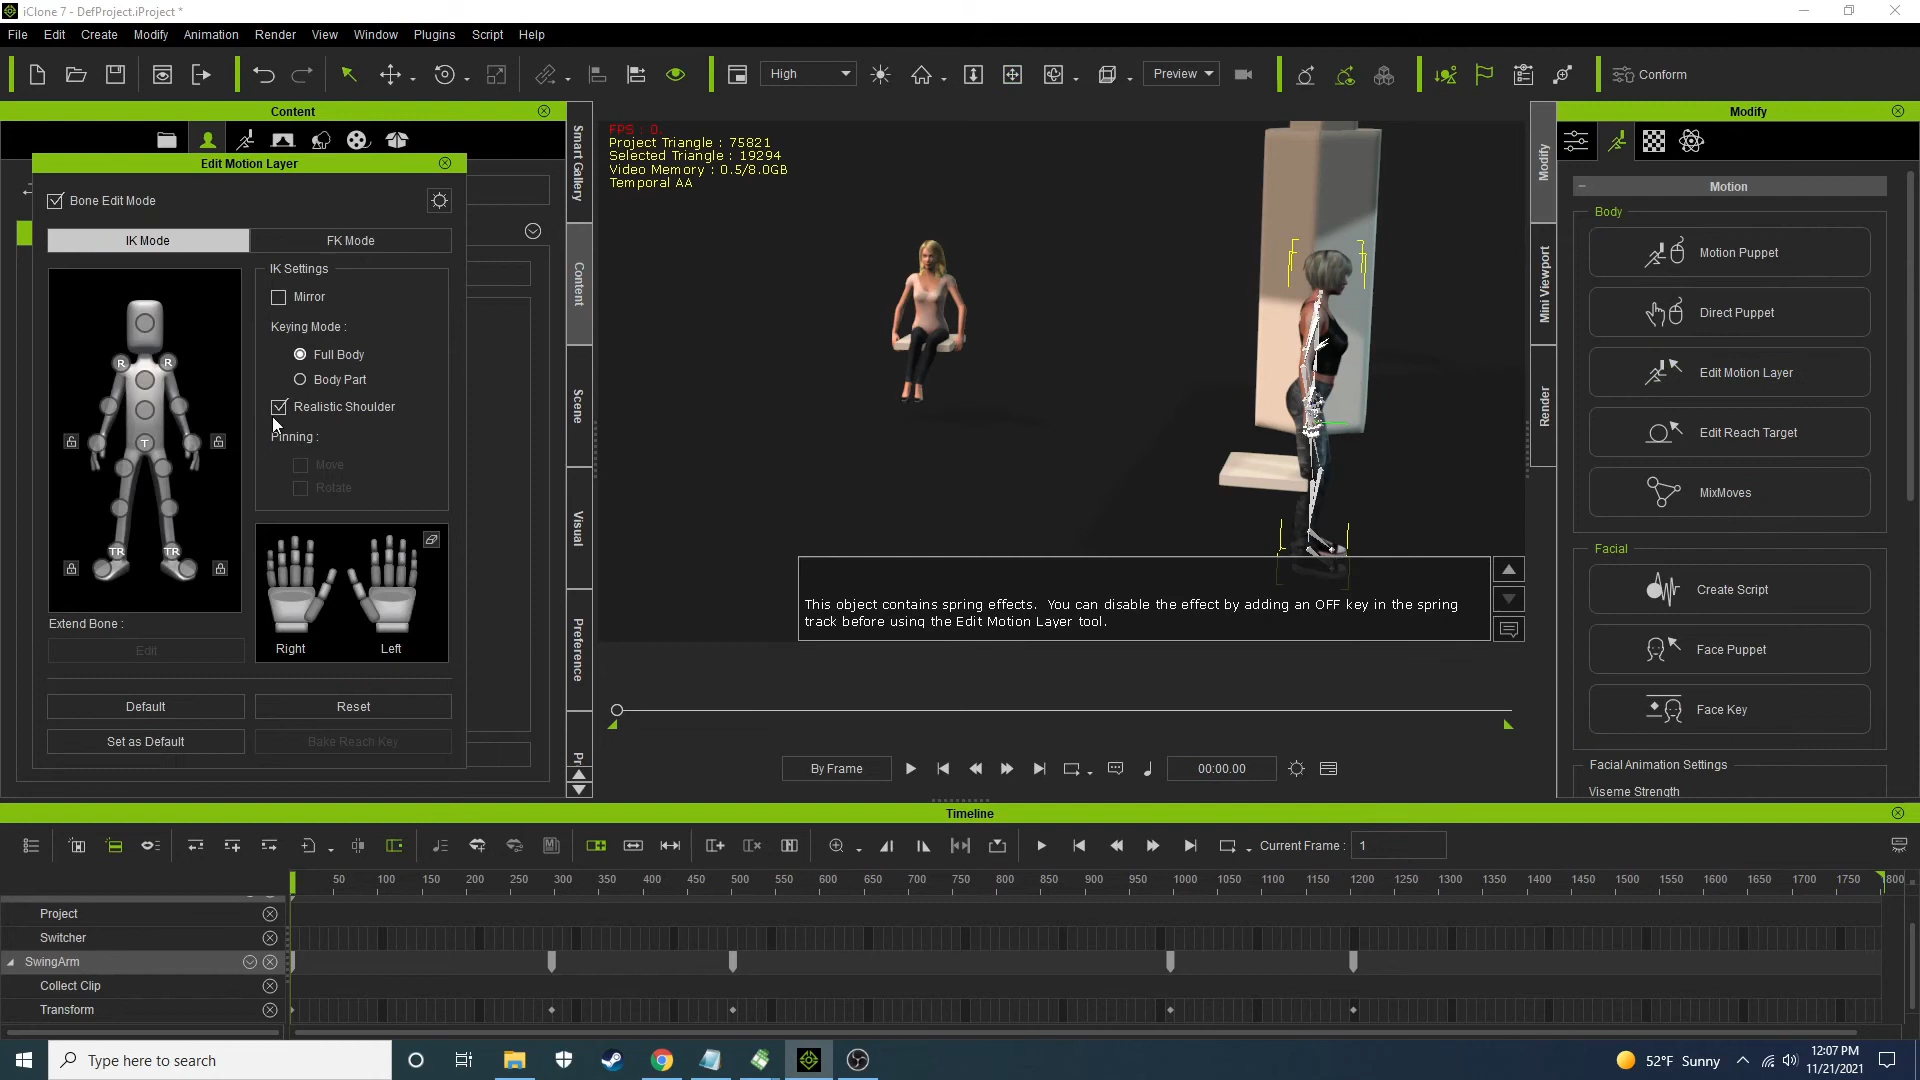 iClone 7 - DefProject.iProject *
File Edit Create Modify Animation Render View Window Plugins Script Help
High Preview Conform
Content
Edit Motion Layer
Bone Edit Mode
IK Mode FK Mode
IK Settings
Mirror
Keying Mode :
Full Body
Body Part
Realistic Shoulder
Pinning :
Move
Rotate
R R
T
TR TR
Right Left
Extend Bone :
Edit
Default Reset
Set as Default Bake Reach Key
Smart Gallery
Content
Scene
Visual
Preference
Pr
FPS : 0.
Project Triangle : 75821
Selected Triangle : 19294
Video Memory : 0.5/8.0GB
Temporal AA
This object contains spring effects. You can disable the effect by adding an OFF key in the spring
track before using the Edit Motion Layer tool.
By Frame 00:00.00
Modify
Mini Viewport
Render
Modify
Motion
Body
Motion Puppet
Direct Puppet
Edit Motion Layer
Edit Reach Target
MixMoves
Facial
Create Script
Face Puppet
Face Key
Facial Animation Settings
Viseme Strength
Timeline
Current Frame : 1
50 100 150 200 250 300 350 400 450 500 550 600 650 700 750 800 850 900 950 1000 1050 1100 1150 1200 1250 1300 1350 1400 1450 1500 1550 1600 1650 1700 1750 800
Project
Switcher
SwingArm
Collect Clip
Transform
Type here to search
52°F Sunny
12:07 PM
11/21/2021